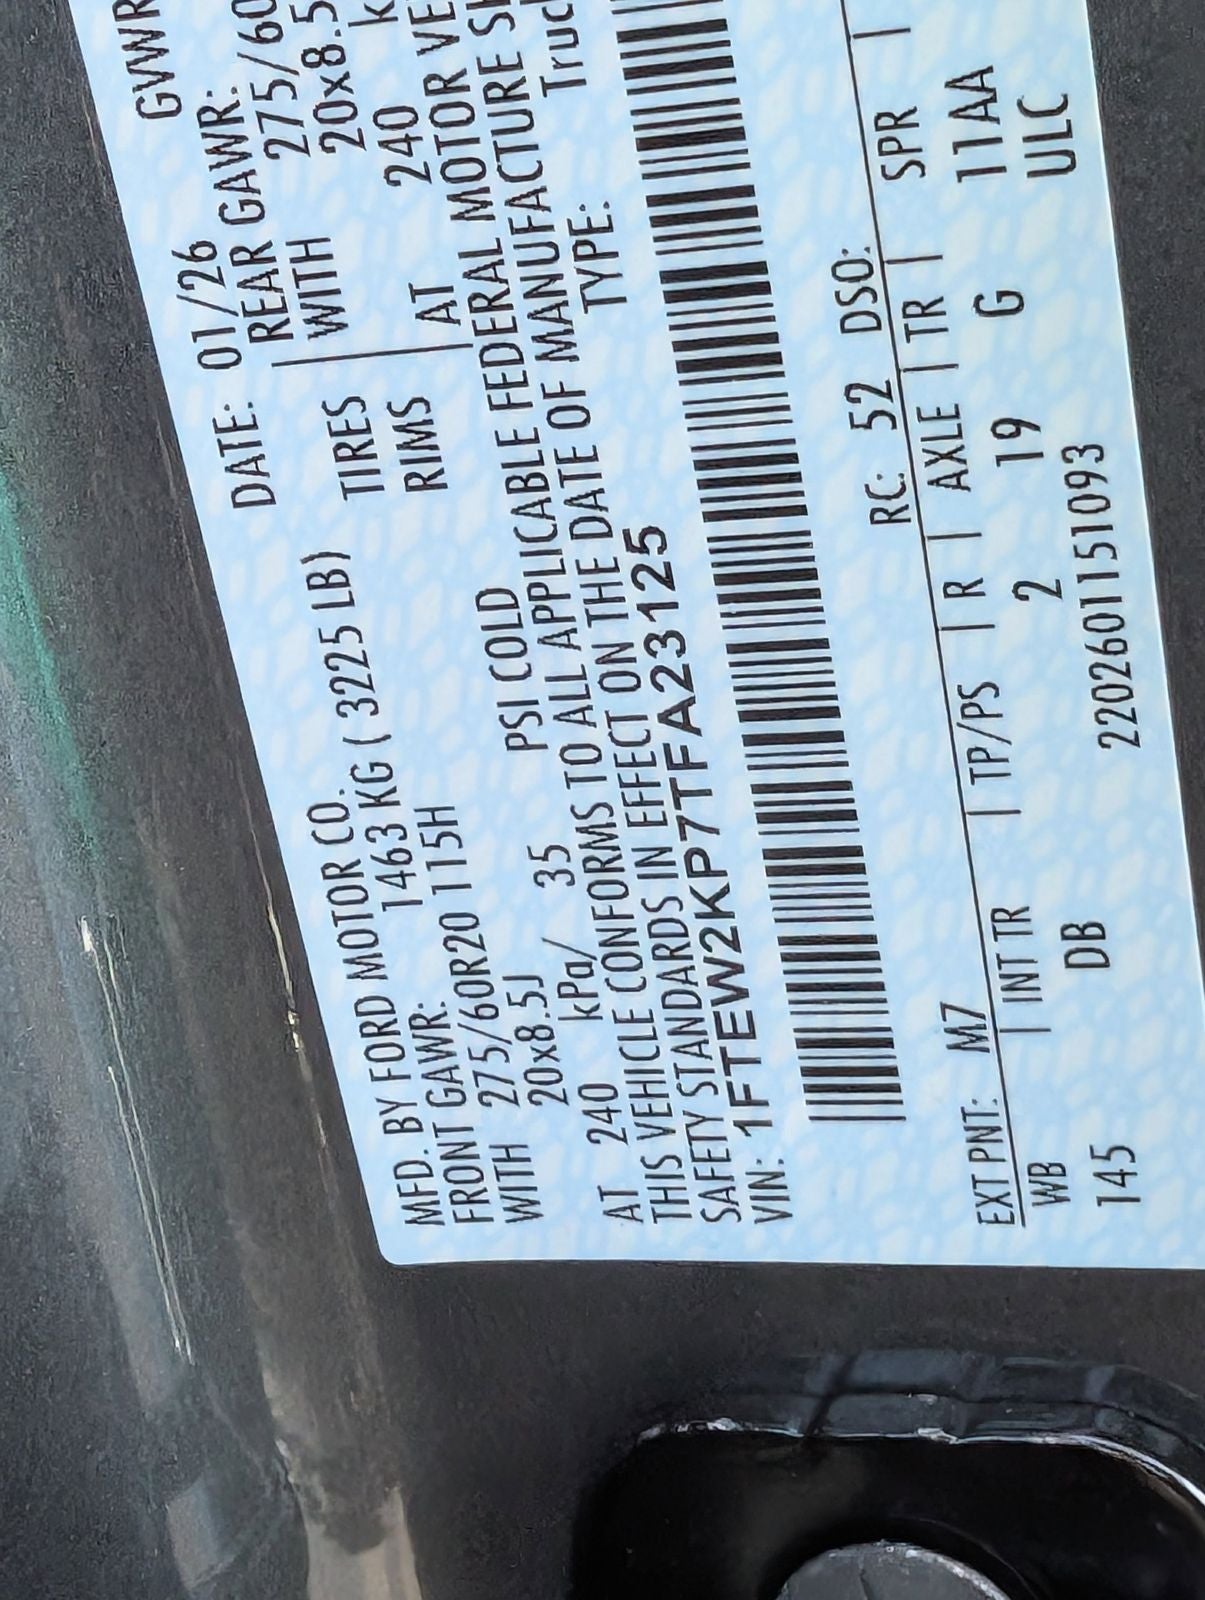 MFD. BY FORD MOTOR CO. DATE: 01/26 GVWR
FRONT GAWR: 1463 KG ( 3225 LB) REAR GAWR:
WITH 275/60R20 115H TIRES WITH 275/60
20x8.5J RIMS 20x8.5
AT 240 kPa/ 35 PSI COLD AT 240 k
THIS VEHICLE CONFORMS TO ALL APPLICABLE FEDERAL MOTOR VE
SAFETY STANDARDS IN EFFECT ON THE DATE OF MANUFACTURE S
VIN: 1FTEW2KP7TFA23125 TYPE: Truc
EXT PNT: M7 RC: 52 DSO:
WB INT TR TP/PS R AXLE TR SPR
145 DB 2 19 G 11AA
2202601151093 ULC